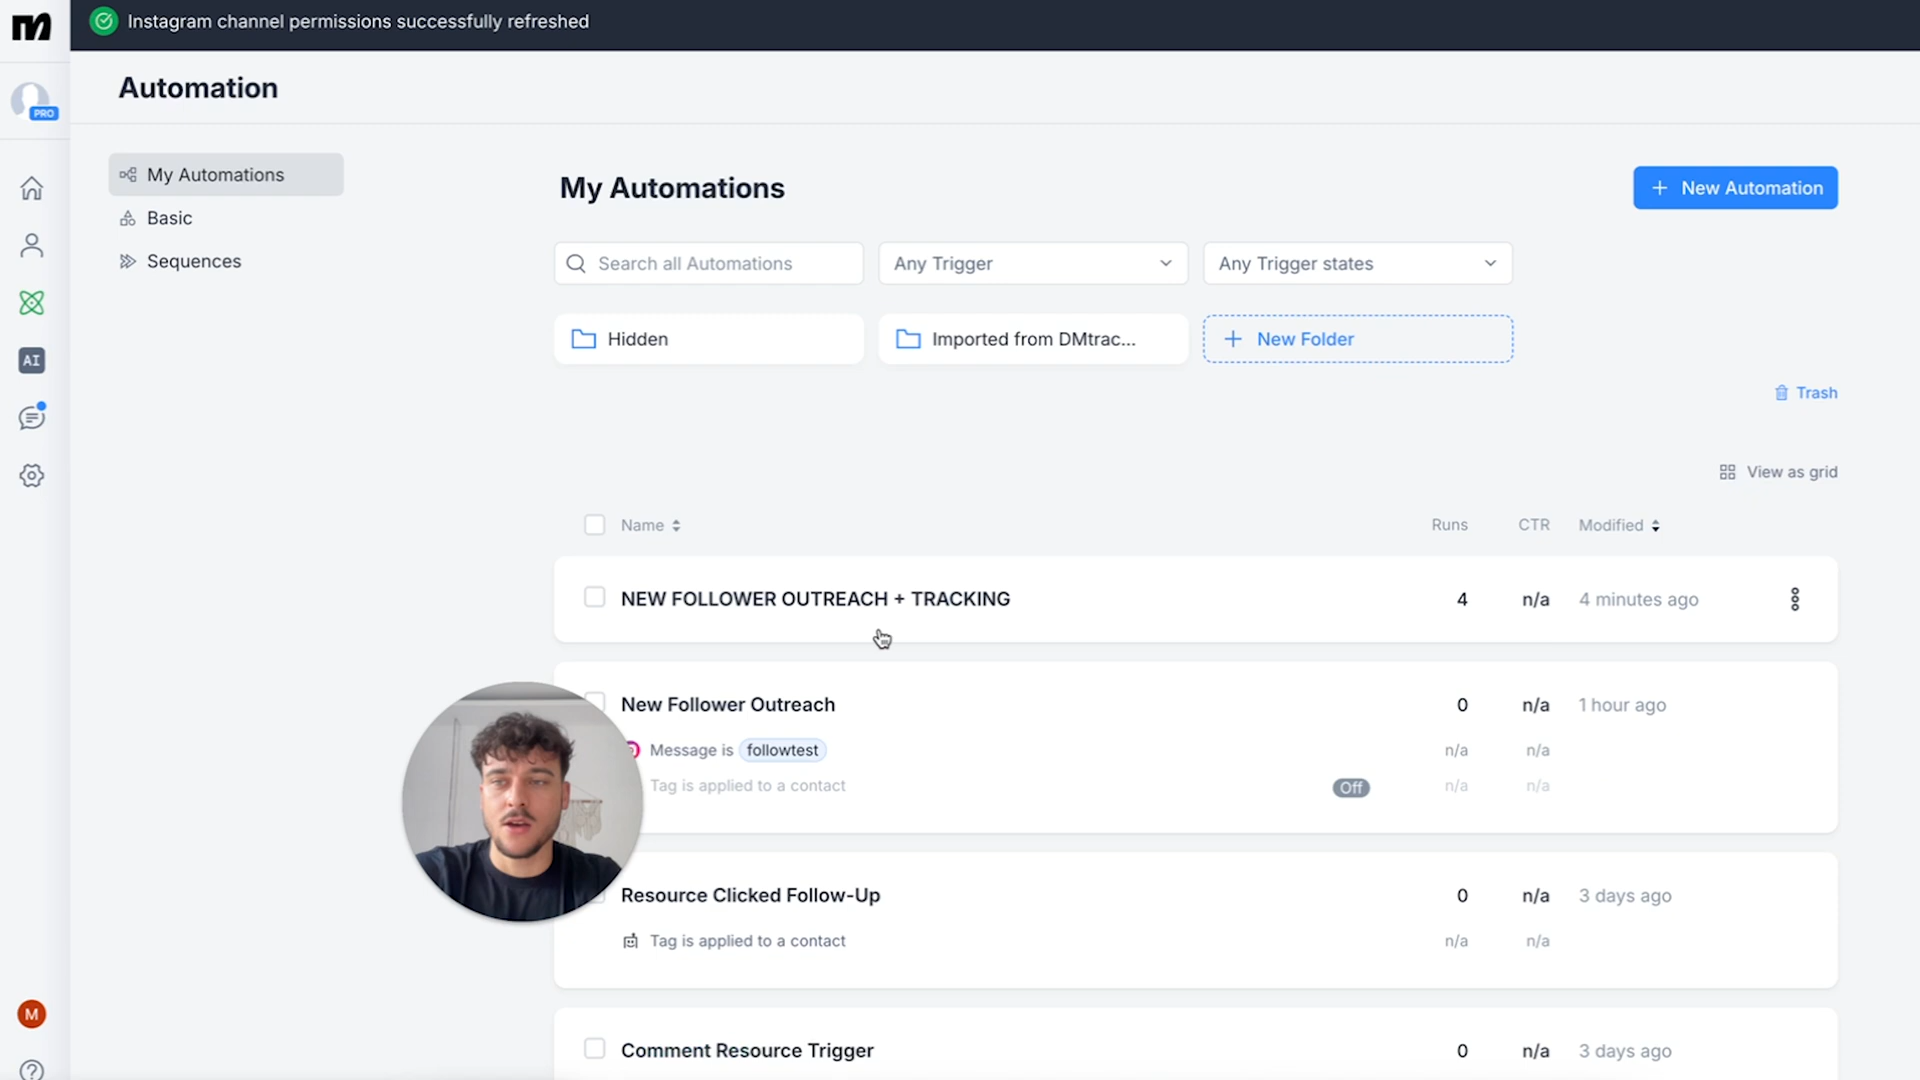 Instagram channel permissions successfully refreshed
Automation
PRO
My Automations
Basic
Sequences
My Automations
+ New Automation
Search all Automations
Any Trigger
Any Trigger states
Hidden
Imported from DMtrac...
+ New Folder
Trash
View as grid
Name Runs CTR Modified
NEW FOLLOWER OUTREACH + TRACKING 4 n/a 4 minutes ago
New Follower Outreach 0 n/a 1 hour ago
Message is followtest n/a n/a
Tag is applied to a contact Off n/a n/a
Resource Clicked Follow-Up 0 n/a 3 days ago
Tag is applied to a contact n/a n/a
Comment Resource Trigger 0 n/a 3 days ago
AI
M